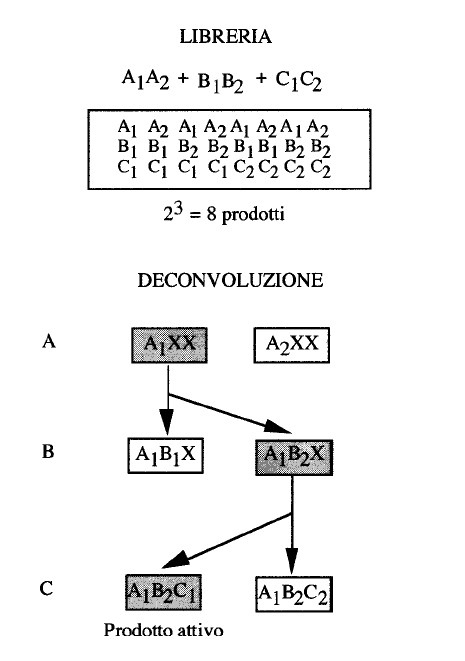 LIBRERIA
A₁A₂ + B₁B₂ + C₁C₂
A₁ A₂ A₁ A₂ A₁ A₂ A₁ A₂
B₁ B₁ B₂ B₂ B₁ B₁ B₂ B₂
C₁ C₁ C₁ C₁ C₂ C₂ C₂ C₂
2³ = 8 prodotti
DECONVOLUZIONE
A A₁XX A₂XX
B A₁B₁X A₁B₂X
C A₁B₂C₁ A₁B₂C₂
Prodotto attivo